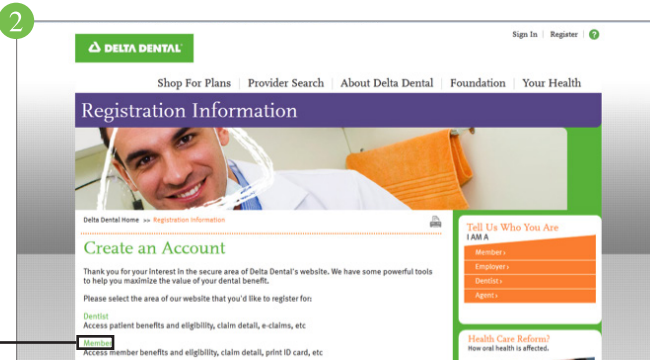 2
Sign In | Register | ?
DELTA DENTAL
Shop For Plans | Provider Search | About Delta Dental | Foundation | Your Health
Registration Information
Delta Dental Home >> Registration Information
Create an Account
Thank you for your interest in the secure area of Delta Dental's website. We have some powerful tools
to help you maximize the value of your dental benefit.
Please select the area of our website that you'd like to register for:
Dentist
Access patient benefits and eligibility, claim detail, e-claims, etc
Member
Access member benefits and eligibility, claim detail, print ID card, etc
Tell Us Who You Are
I AM A
Member ›
Employer ›
Dentist ›
Agent ›
Health Care Reform?
How oral health is affected.